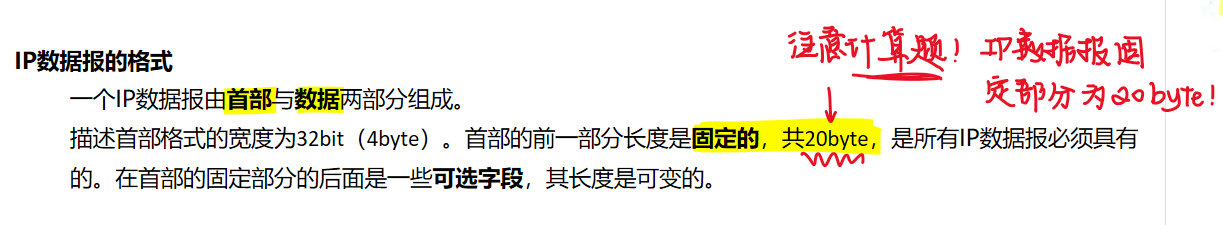 注意计算题！IP数据报固
定部分为20byte！
IP数据报的格式
一个IP数据报由首部与数据两部分组成。
描述首部格式的宽度为32bit（4byte）。首部的前一部分长度是固定的，共20byte，是所有IP数据报必须具有
的。在首部的固定部分的后面是一些可选字段，其长度是可变的。